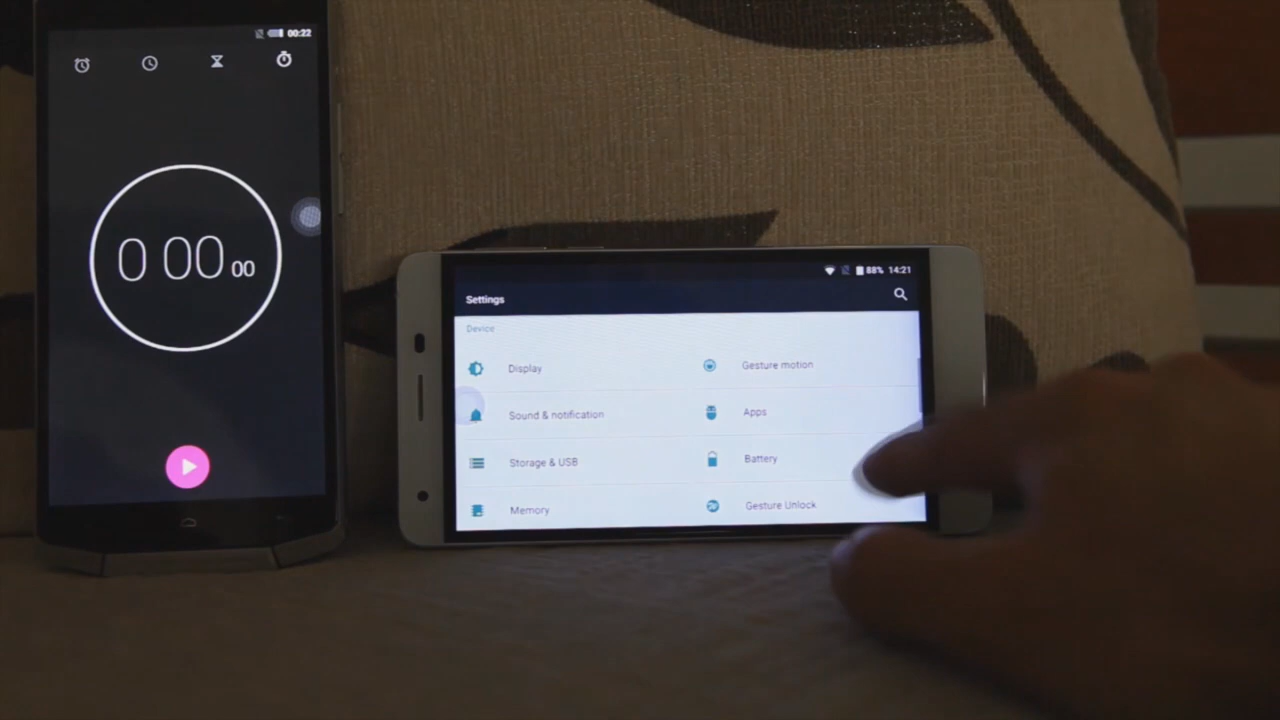 00:22
0 00 00
88% 14:21
Settings
Device
Display
Gesture motion
Sound & notification
Apps
Storage & USB
Battery
Memory
Gesture Unlock